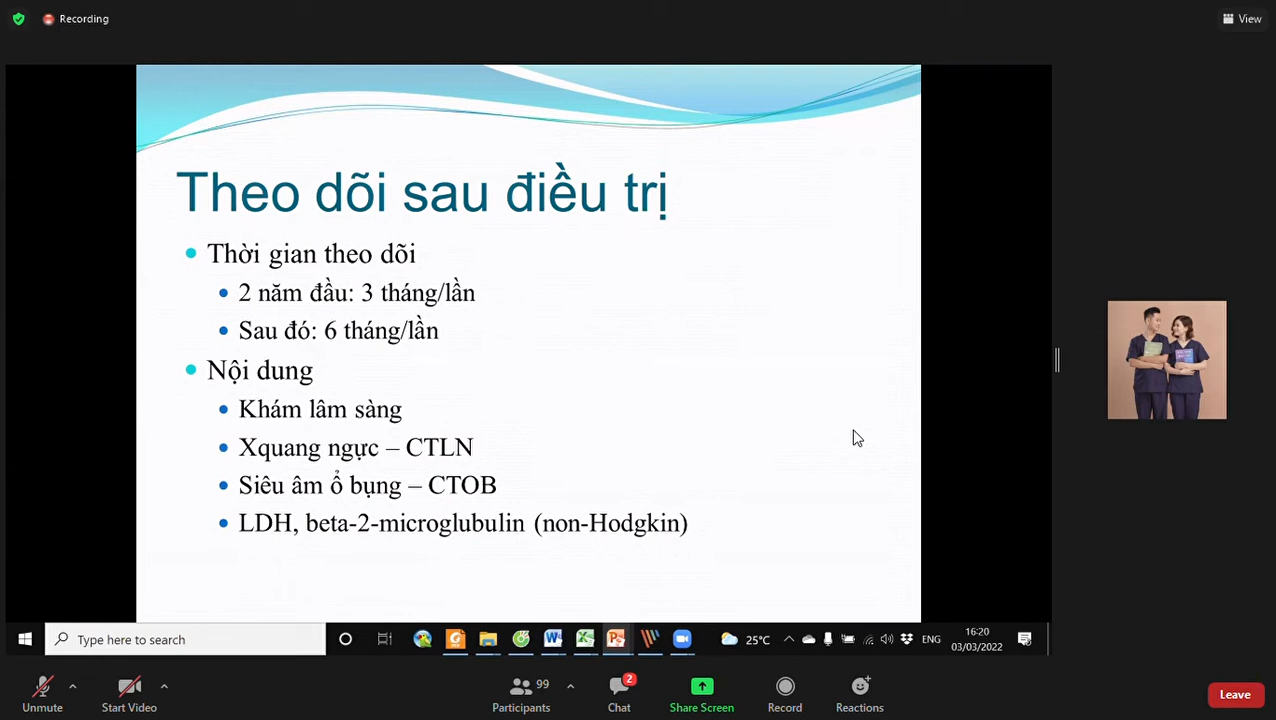 Recording
View
Theo dõi sau điều trị
Thời gian theo dõi
2 năm đầu: 3 tháng/lần
Sau đó: 6 tháng/lần
Nội dung
Khám lâm sàng
Xquang ngực – CTLN
Siêu âm ổ bụng – CTOB
LDH, beta-2-microglubulin (non-Hodgkin)
Type here to search
25°C
ENG
16:20
03/03/2022
Unmute
Start Video
99
Participants
2
Chat
Share Screen
Record
Reactions
Leave